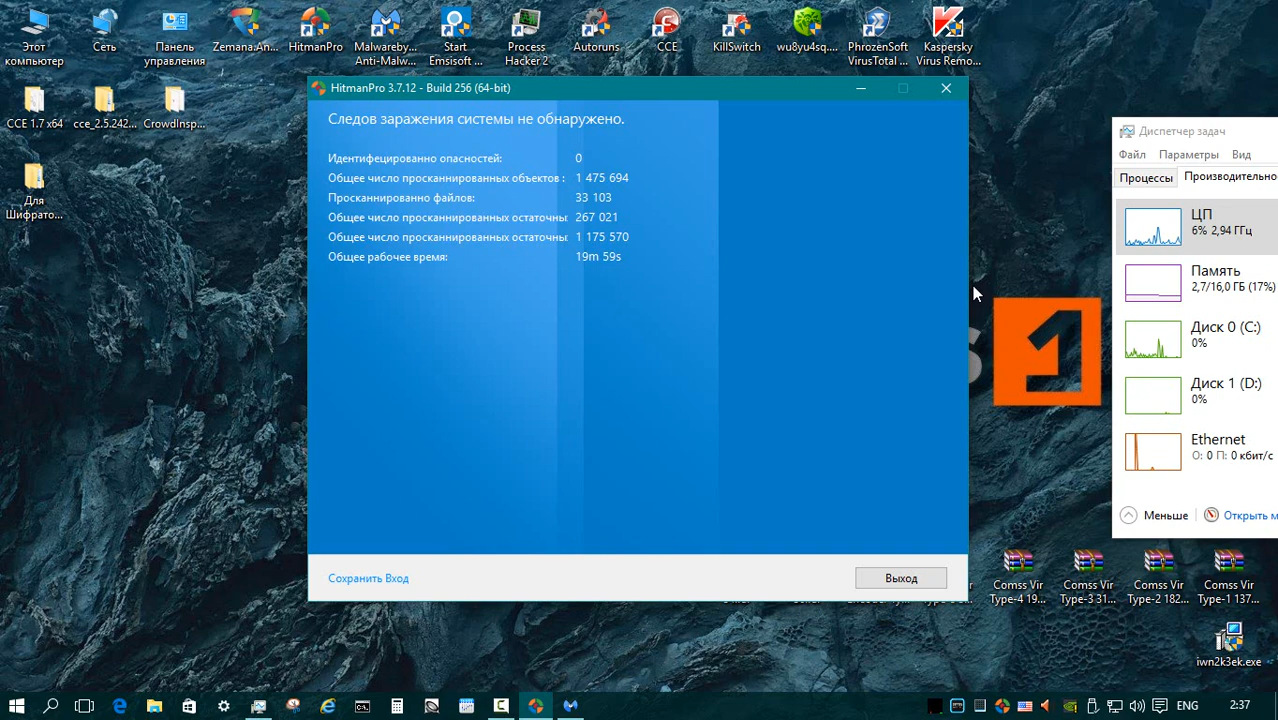 Этот
компьютер
Сеть
Панель
управления
Zemana.An...
HitmanPro
Malwareby...
Anti-Malw...
Start
Emsisoft ...
Process
Hacker 2
Autoruns
CCE
KillSwitch
wu8yu4sq....
PhrozenSoft
VirusTotal ...
Kaspersky
Virus Remo...
CCE 1.7 x64
cce_2.5.242...
CrowdInsp...
Для
Шифрато...
HitmanPro 3.7.12 - Build 256 (64-bit)
Следов заражения системы не обнаружено.
Идентифецированно опасностей: 0
Общее число просканнированных объектов : 1 475 694
Просканнированно файлов: 33 103
Общее число просканнированных остаточны: 267 021
Общее число просканнированных остаточны: 1 175 570
Общее рабочее время: 19m 59s
Сохранить Вход
Выход
Диспетчер задач
Файл Параметры Вид
Процессы Производительно
ЦП
6% 2,94 ГГц
Память
2,7/16,0 ГБ (17%)
Диск 0 (C:)
0%
Диск 1 (D:)
0%
Ethernet
О: 0 П: 0 кбит/с
Меньше
Открыть м
Comss Vir
Type-4 19...
Comss Vir
Type-3 31...
Comss Vir
Type-2 182...
Comss Vir
Type-1 137...
iwn2k3ek.exe
ENG
2:37